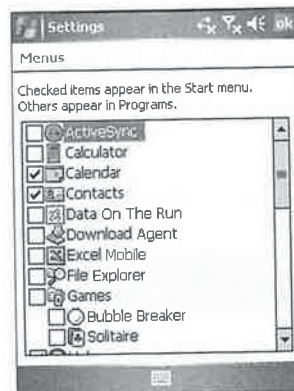 Settings
ok
Menus
Checked items appear in the Start menu.
Others appear in Programs.
ActiveSync
Calculator
Calendar
Contacts
Data On The Run
Download Agent
Excel Mobile
File Explorer
Games
Bubble Breaker
Solitaire